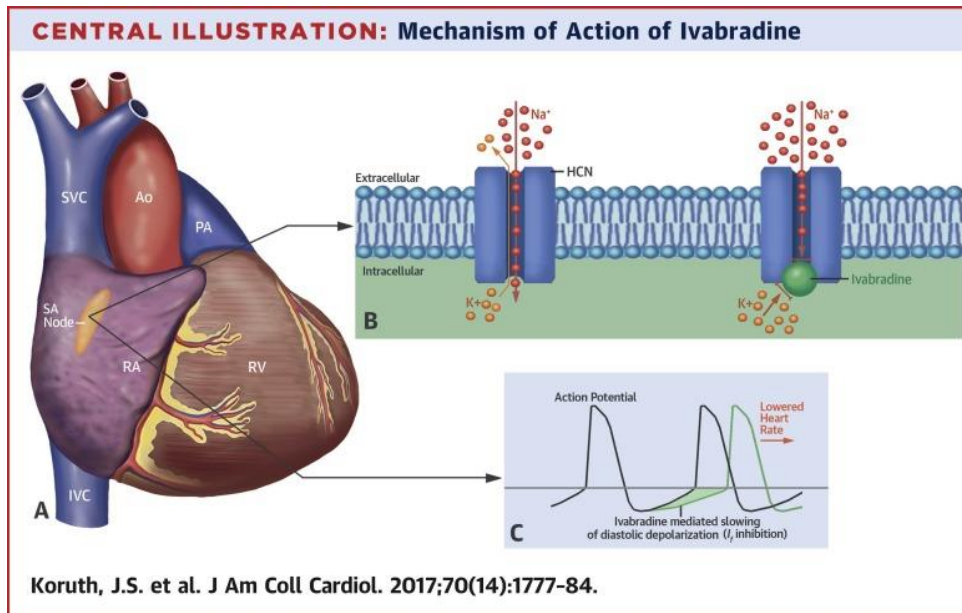 CENTRAL ILLUSTRATION: Mechanism of Action of Ivabradine
SVC
Ao
PA
SA
Node
RA
RV
IVC
A
Na⁺
Na⁺
HCN
Extracellular
Intracellular
Ivabradine
K+
K+
B
Action Potential
Lowered
Heart
Rate
Ivabradine mediated slowing
of diastolic depolarization (If inhibition)
C
Koruth, J.S. et al. J Am Coll Cardiol. 2017;70(14):1777–84.